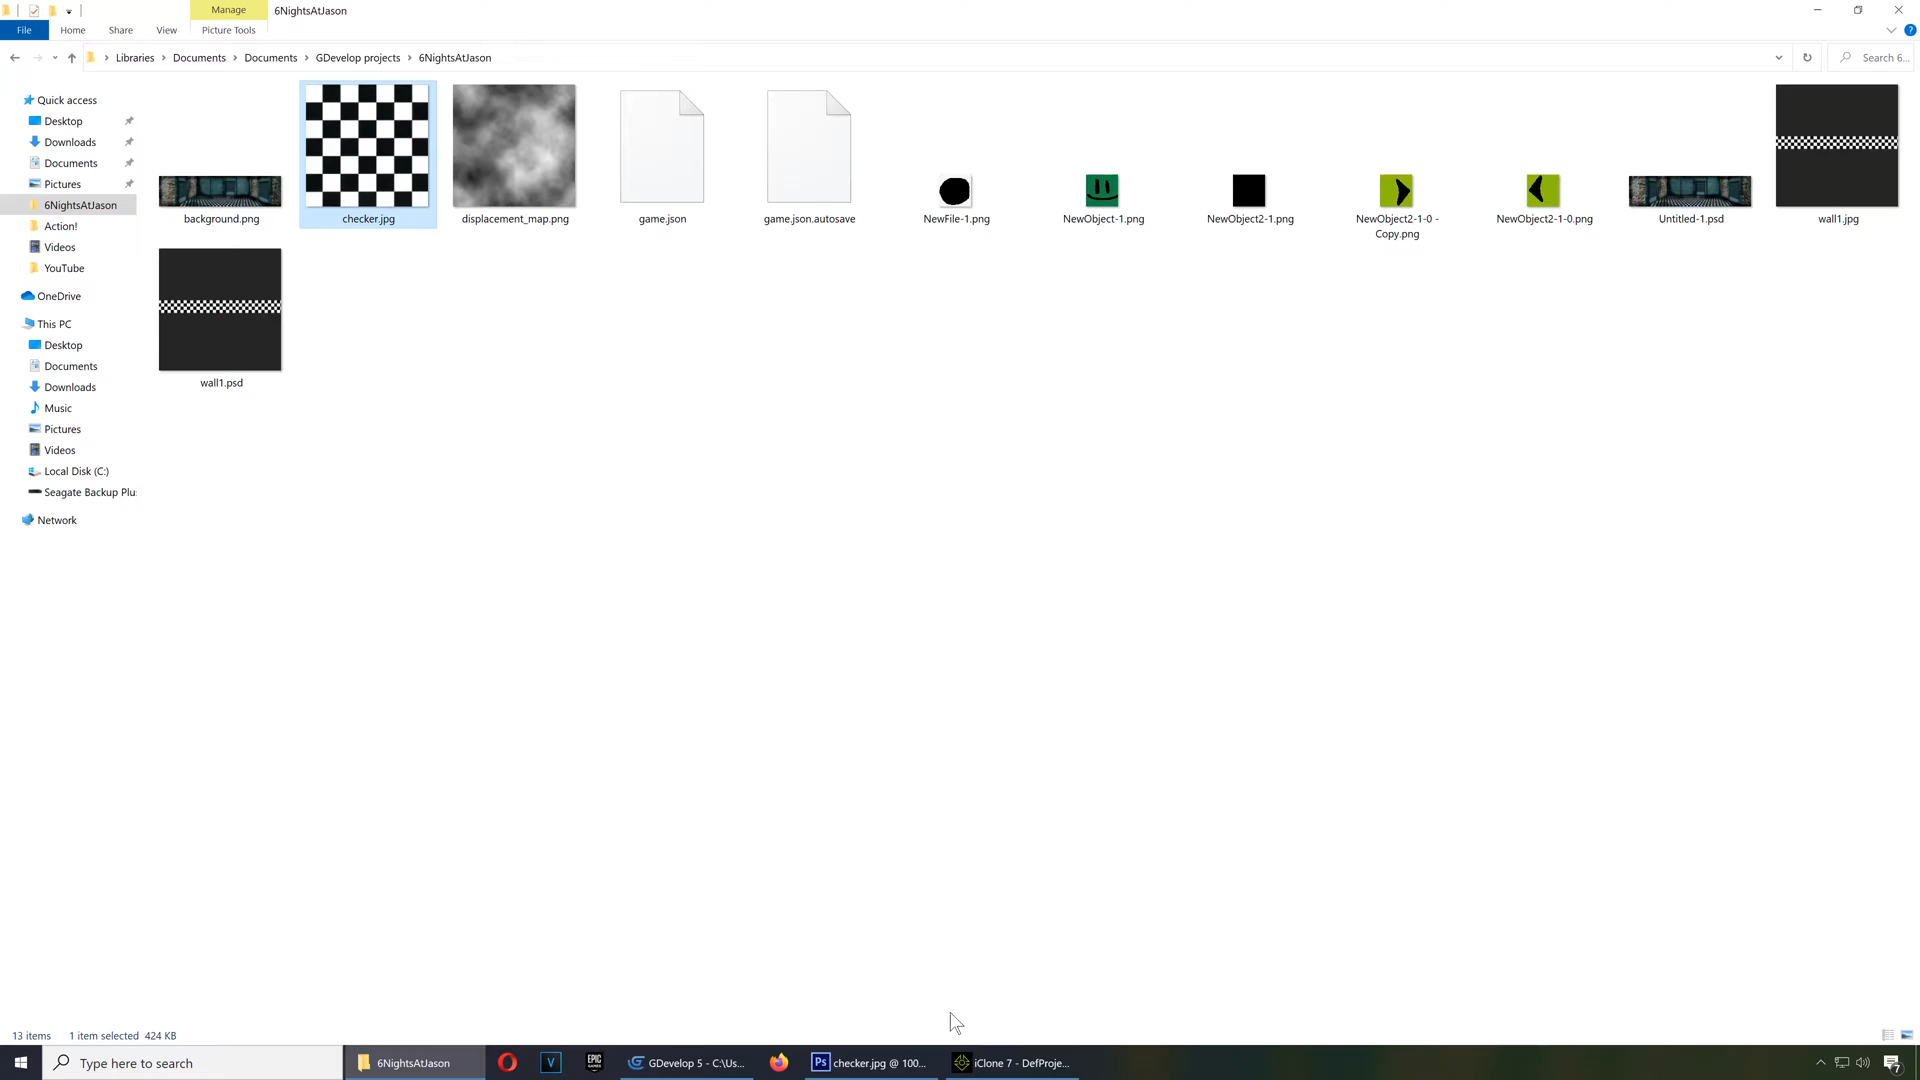 Manage
6NightsAtJason
File
Home
Share
View
Picture Tools
Libraries
Documents
Documents
GDevelop projects
6NightsAtJason
Search 6...
Quick access
Desktop
Downloads
Documents
Pictures
6NightsAtJason
Action!
Videos
YouTube
OneDrive
This PC
Desktop
Documents
Downloads
Music
Pictures
Videos
Local Disk (C:)
Seagate Backup Plu
Network
background.png
checker.jpg
displacement_map.png
game.json
game.json.autosave
NewFile-1.png
NewObject-1.png
NewObject2-1.png
NewObject2-1-0 -
Copy.png
NewObject2-1-0.png
Untitled-1.psd
wall1.jpg
wall1.psd
13 items
1 item selected 424 KB
Type here to search
6NightsAtJason
V
EPIC
GAMES
GDevelop 5 - C:\Us...
Ps
checker.jpg @ 100...
iClone 7 - DefProje...
7